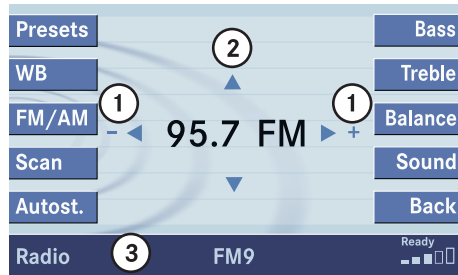 Presets
Bass
2
WB
Treble
1
1
FM/AM
Balance
- 95.7 FM +
Scan
Sound
Autost.
Back
Radio
3
FM9
Ready